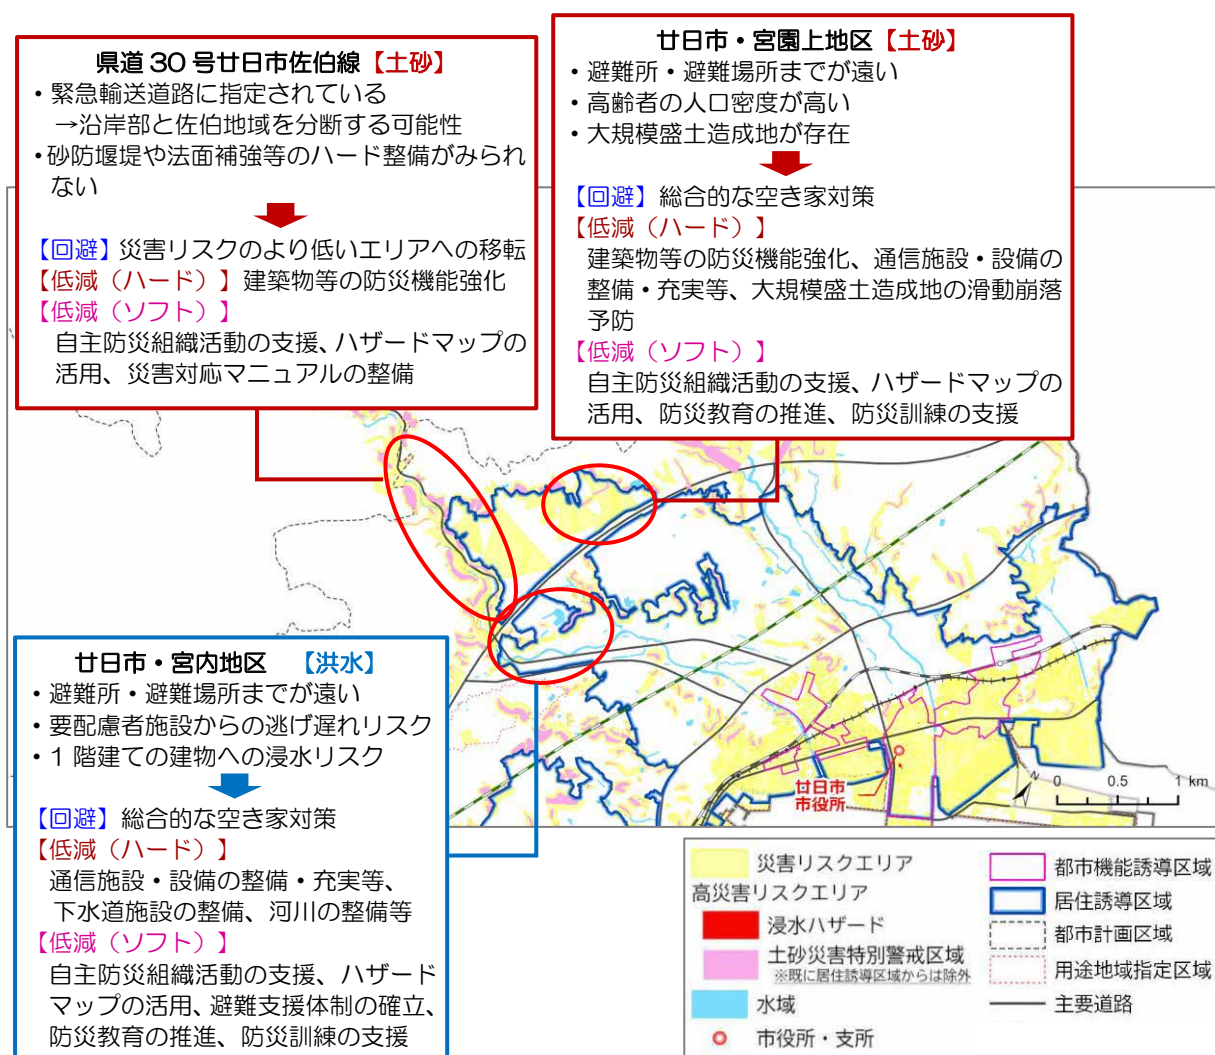 県道30号廿日市佐伯線【土砂】
・緊急輸送道路に指定されている
→沿岸部と佐伯地域を分断する可能性
・砂防堰堤や法面補強等のハード整備がみられ
ない
【回避】災害リスクのより低いエリアへの移転
【低減（ハード）】建築物等の防災機能強化
【低減（ソフト）】
自主防災組織活動の支援、ハザードマップの
活用、災害対応マニュアルの整備
廿日市・宮園上地区【土砂】
・避難所・避難場所までが遠い
・高齢者の人口密度が高い
・大規模盛土造成地が存在
【回避】総合的な空き家対策
【低減（ハード）】
建築物等の防災機能強化、通信施設・設備の
整備・充実等、大規模盛土造成地の滑動崩落
予防
【低減（ソフト）】
自主防災組織活動の支援、ハザードマップの
活用、防災教育の推進、防災訓練の支援
廿日市・宮内地区 【洪水】
・避難所・避難場所までが遠い
・要配慮者施設からの逃げ遅れリスク
・1階建ての建物への浸水リスク
【回避】総合的な空き家対策
【低減（ハード）】
通信施設・設備の整備・充実等、
下水道施設の整備、河川の整備等
【低減（ソフト）】
自主防災組織活動の支援、ハザード
マップの活用、避難支援体制の確立、
防災教育の推進、防災訓練の支援
廿日市
市役所
N
0 0.5 1 km
災害リスクエリア
高災害リスクエリア
浸水ハザード
土砂災害特別警戒区域
※既に居住誘導区域からは除外
水域
市役所・支所
都市機能誘導区域
居住誘導区域
都市計画区域
用途地域指定区域
主要道路